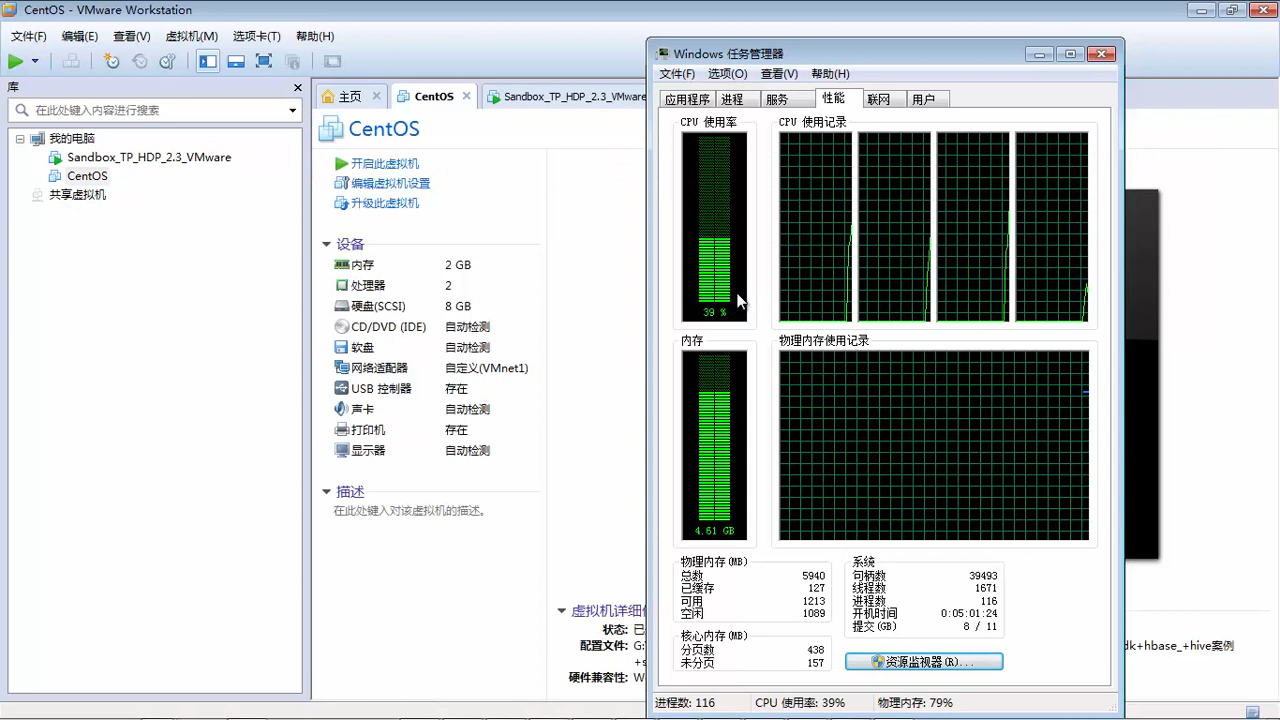 CentOS - VMware Workstation
文件(F) 编辑(E) 查看(V) 虚拟机(M) 选项卡(T) 帮助(H)
库
在此处键入内容进行搜索
我的电脑
Sandbox_TP_HDP_2.3_VMware
CentOS
共享虚拟机
主页 CentOS Sandbox_TP_HDP_2.3_VMware
CentOS
开启此虚拟机
编辑虚拟机设置
升级此虚拟机
设备
内存 2 GB
处理器 2
硬盘(SCSI) 8 GB
CD/DVD (IDE) 自动检测
软盘 自动检测
网络适配器 自定义(VMnet1)
USB 控制器 存在
声卡 自动检测
打印机 存在
显示器 自动检测
描述
在此处键入对该虚拟机的描述。
虚拟机详细
状态: 已
配置文件: G:
+s
硬件兼容性: W
dk+hbase_+hive案例
Windows 任务管理器
文件(F) 选项(O) 查看(V) 帮助(H)
应用程序 进程 服务 性能 联网 用户
CPU 使用率 CPU 使用记录
39 %
内存 物理内存使用记录
4.61 GB
物理内存(MB)
总数 5940
已缓存 127
可用 1213
空闲 1089
核心内存(MB)
分页数 438
未分页 157
系统
句柄数 39493
线程数 1671
进程数 116
开机时间 0:05:01:24
提交(GB) 8 / 11
资源监视器(R)...
进程数: 116 CPU 使用率: 39% 物理内存: 79%